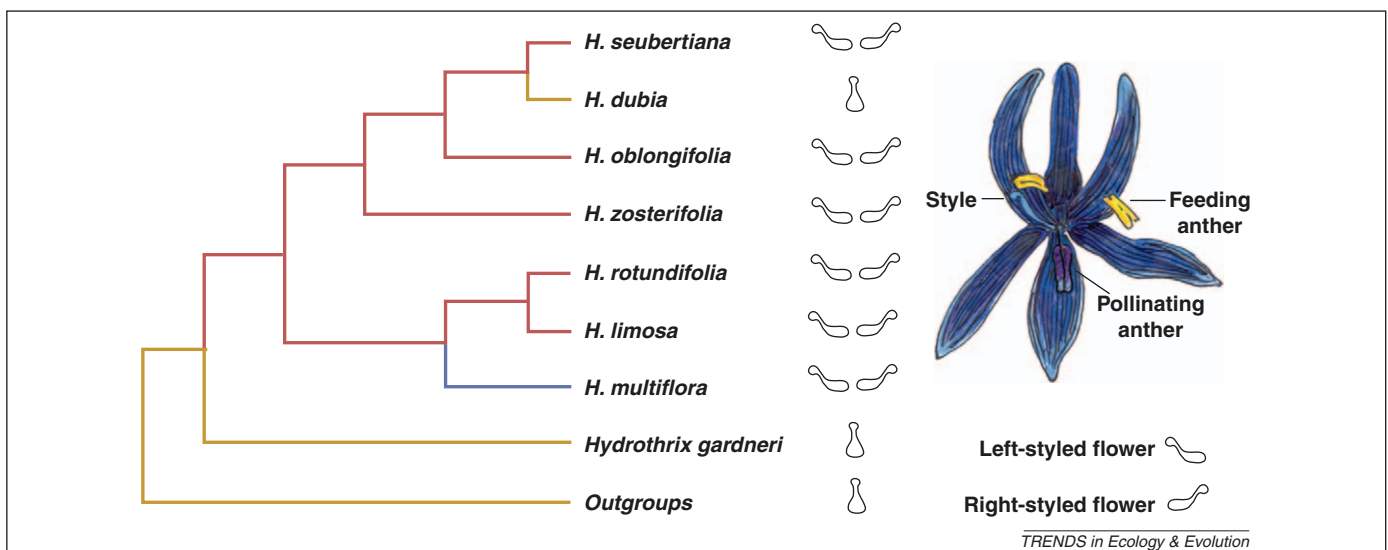 H. seubertiana
H. dubia
H. oblongifolia
H. zosterifolia
H. rotundifolia
H. limosa
H. multiflora
Hydrothrix gardneri
Outgroups
Style
Feeding
anther
Pollinating
anther
Left-styled flower
Right-styled flower
TRENDS in Ecology & Evolution